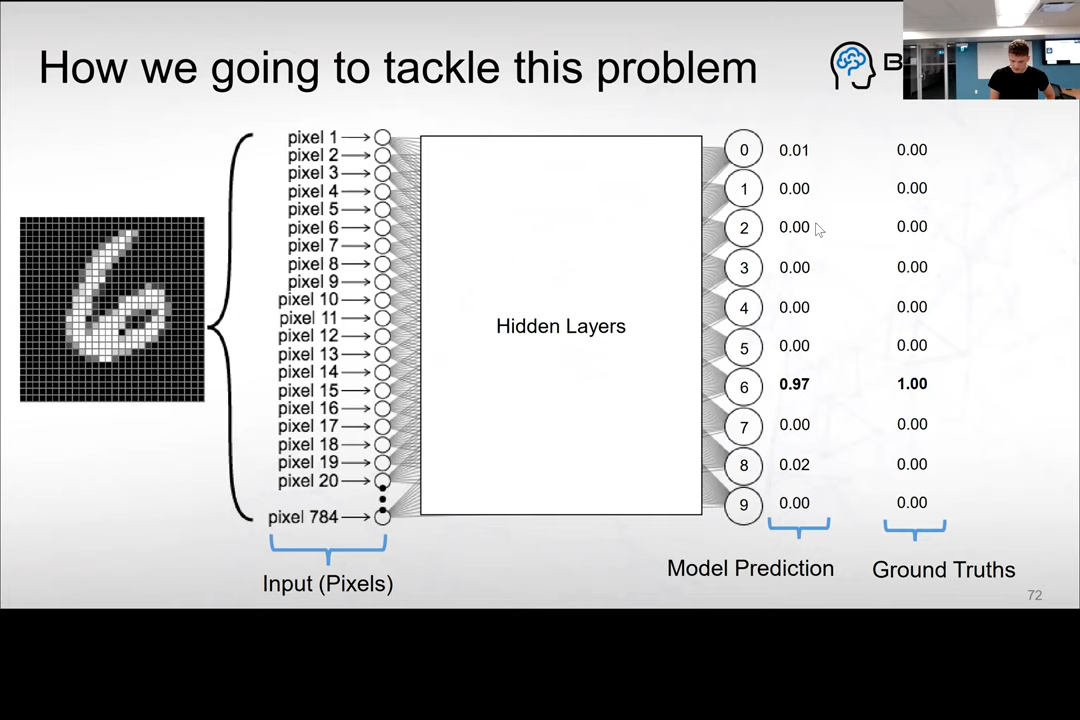 How we going to tackle this problem
B
pixel 1
pixel 2
pixel 3
pixel 4
pixel 5
pixel 6
pixel 7
pixel 8
pixel 9
pixel 10
pixel 11
pixel 12
pixel 13
pixel 14
pixel 15
pixel 16
pixel 17
pixel 18
pixel 19
pixel 20
pixel 784
Input (Pixels)
Hidden Layers
0 0.01 0.00
1 0.00 0.00
2 0.00 0.00
3 0.00 0.00
4 0.00 0.00
5 0.00 0.00
6 0.97 1.00
7 0.00 0.00
8 0.02 0.00
9 0.00 0.00
Model Prediction
Ground Truths
72